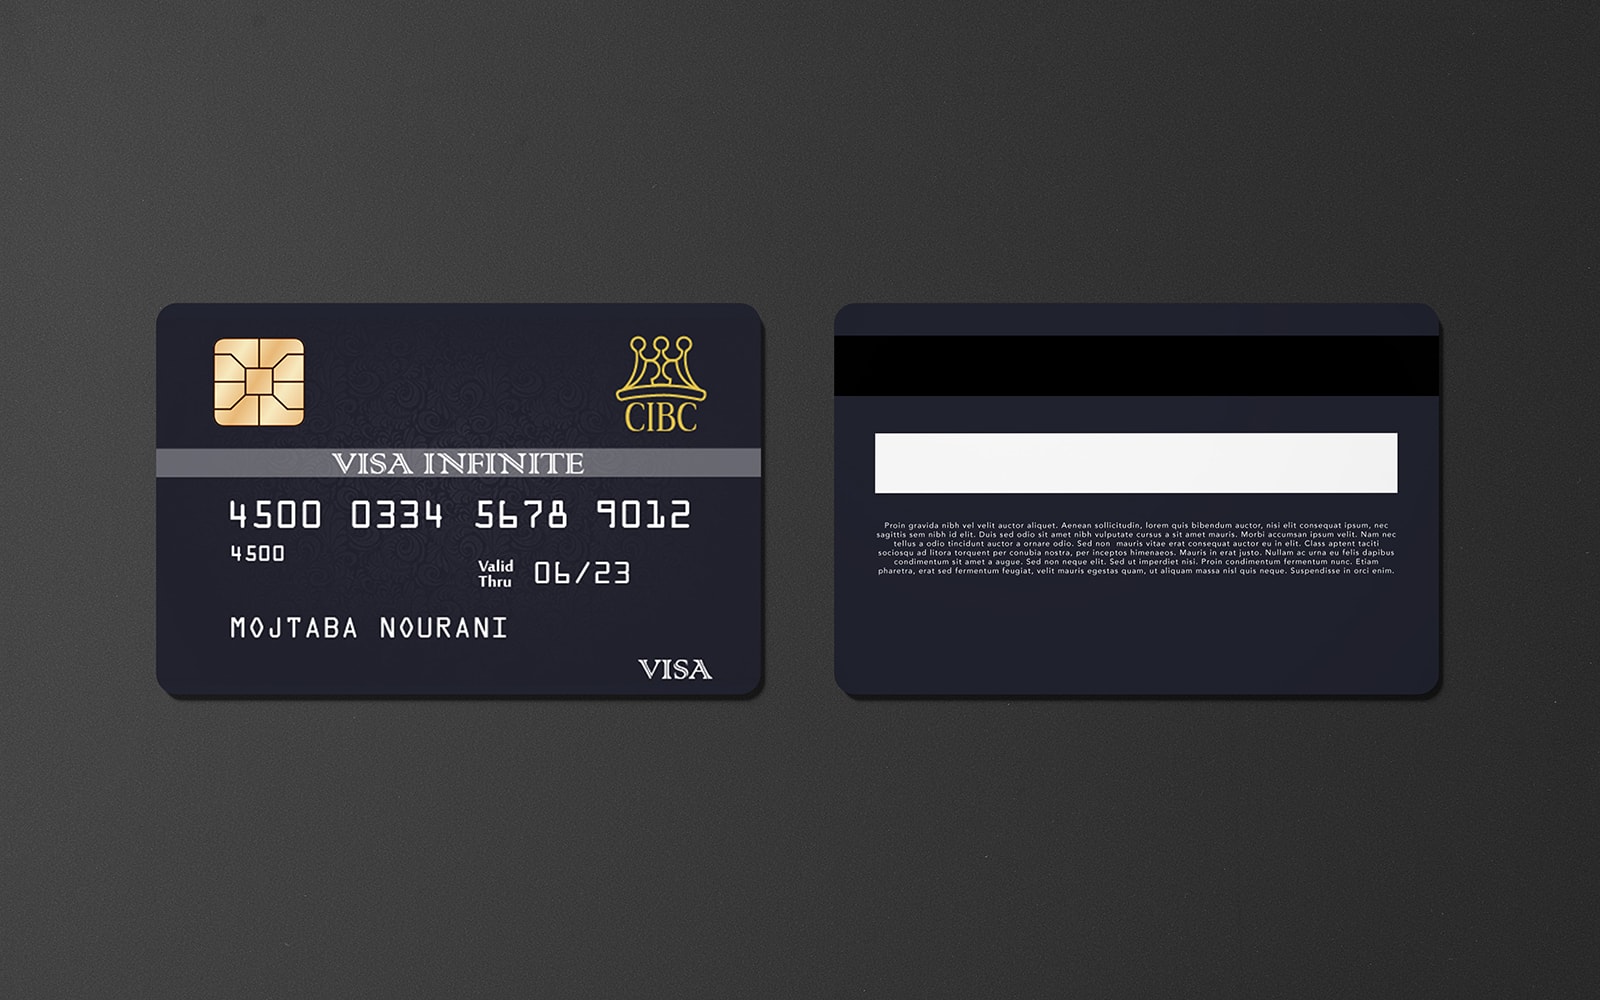 CIBC
VISA INFINITE
4500 0334 5678 9012
4500
Valid
Thru
06/23
MOJTABA NOURANI
VISA
Proin gravida nibh vel velit auctor aliquet. Aenean sollicitudin, lorem quis bibendum auctor, nisi elit consequat ipsum, nec
sagittis sem nibh id elit. Duis sed odio sit amet nibh vulputate cursus a sit amet mauris. Morbi accumsan ipsum velit. Nam nec
tellus a odio tincidunt auctor a ornare odio. Sed non mauris vitae erat consequat auctor eu in elit. Class aptent taciti
sociosqu ad litora torquent per conubia nostra, per inceptos himenaeos. Mauris in erat justo. Nullam ac urna eu felis dapibus
condimentum sit amet a augue. Sed non neque elit. Sed ut imperdiet nisi. Proin condimentum fermentum nunc. Etiam
pharetra, erat sed fermentum feugiat, velit mauris egestas quam, ut aliquam massa nisl quis neque. Suspendisse in orci enim.